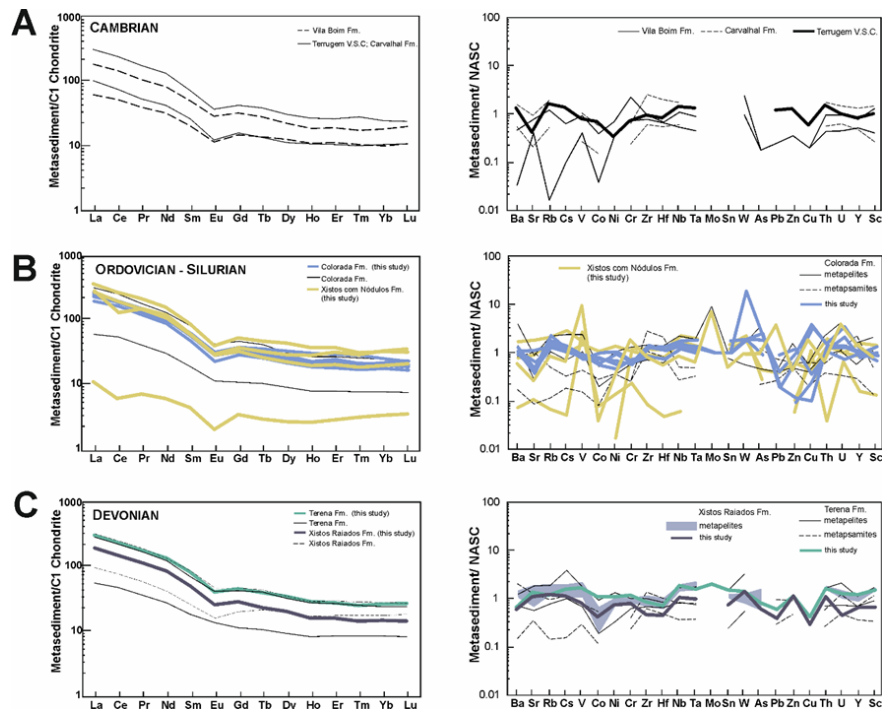 A
CAMBRIAN
Vila Boim Fm.
Terrugem V.S.C; Carvalhal Fm.
Metasediment/C1 Chondrite
1000
100
10
1
La Ce Pr Nd Sm Eu Gd Tb Dy Ho Er Tm Yb Lu
Vila Boim Fm. Carvalhal Fm. Terrugem V.S.C.
Metasediment/ NASC
100
10
1
0.1
0.01
Ba Sr Rb Cs V Co Ni Cr Zr Hf Nb Ta Mo Sn W As Pb Zn Cu Th U Y Sc
B
ORDOVICIAN - SILURIAN
Colorada Fm. (this study)
Colorada Fm.
Xistos com Nódulos Fm.
(this study)
Metasediment/C1 Chondrite
1000
100
10
1
La Ce Pr Nd Sm Eu Gd Tb Dy Ho Er Tm Yb Lu
Xistos com Nódulos Fm.
(this study)
Colorada Fm.
metapelites
metapsamites
this study
Metasediment/ NASC
100
10
1
0.1
0.01
Ba Sr Rb Cs V Co Ni Cr Zr Hf Nb Ta Mo Sn W As Pb Zn Cu Th U Y Sc
C
DEVONIAN
Terena Fm. (this study)
Terena Fm.
Xistos Raiados Fm. (this study)
Xistos Raiados Fm.
Metasediment/C1 Chondrite
1000
100
10
1
La Ce Pr Nd Sm Eu Gd Tb Dy Ho Er Tm Yb Lu
Xistos Raiados Fm.
metapelites
this study
Terena Fm.
metapelites
metapsamites
this study
Metasediment/ NASC
100
10
1
0.1
0.01
Ba Sr Rb Cs V Co Ni Cr Zr Hf Nb Ta Mo Sn W As Pb Zn Cu Th U Y Sc